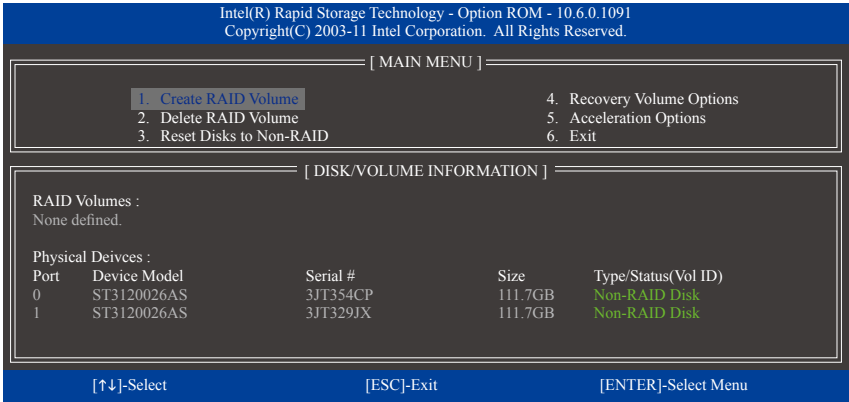 Intel(R) Rapid Storage Technology - Option ROM - 10.6.0.1091
Copyright(C) 2003-11 Intel Corporation.  All Rights Reserved.
[ MAIN MENU ]
1. Create RAID Volume
2. Delete RAID Volume
3. Reset Disks to Non-RAID
4. Recovery Volume Options
5. Acceleration Options
6. Exit
[ DISK/VOLUME INFORMATION ]
RAID Volumes :
None defined.
Physical Deivces :
Port Device Model Serial # Size Type/Status(Vol ID)
0 ST3120026AS 3JT354CP 111.7GB Non-RAID Disk
1 ST3120026AS 3JT329JX 111.7GB Non-RAID Disk
[↑↓]-Select [ESC]-Exit [ENTER]-Select Menu